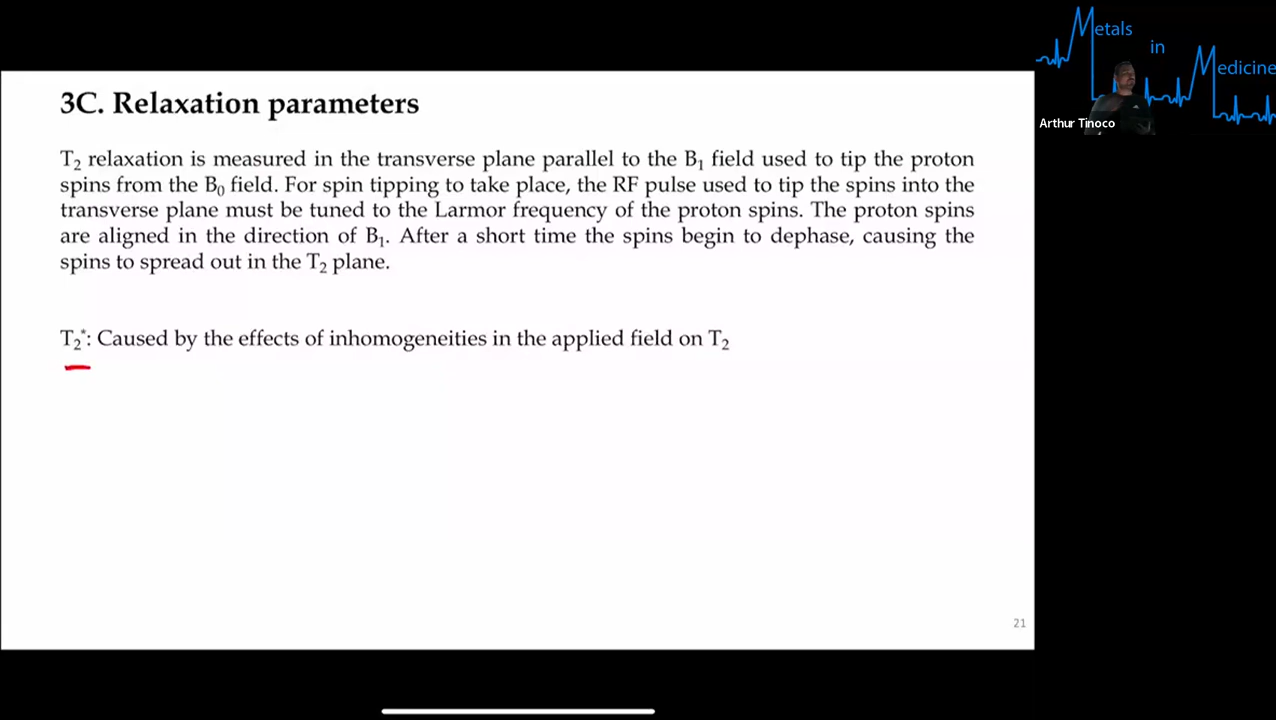 3C. Relaxation parameters
T₂ relaxation is measured in the transverse plane parallel to the B₁ field used to tip the proton
spins from the B₀ field. For spin tipping to take place, the RF pulse used to tip the spins into the
transverse plane must be tuned to the Larmor frequency of the proton spins. The proton spins
are aligned in the direction of B₁. After a short time the spins begin to dephase, causing the
spins to spread out in the T₂ plane.
T₂*: Caused by the effects of inhomogeneities in the applied field on T₂
21
Metals
in
Medicine
Arthur Tinoco